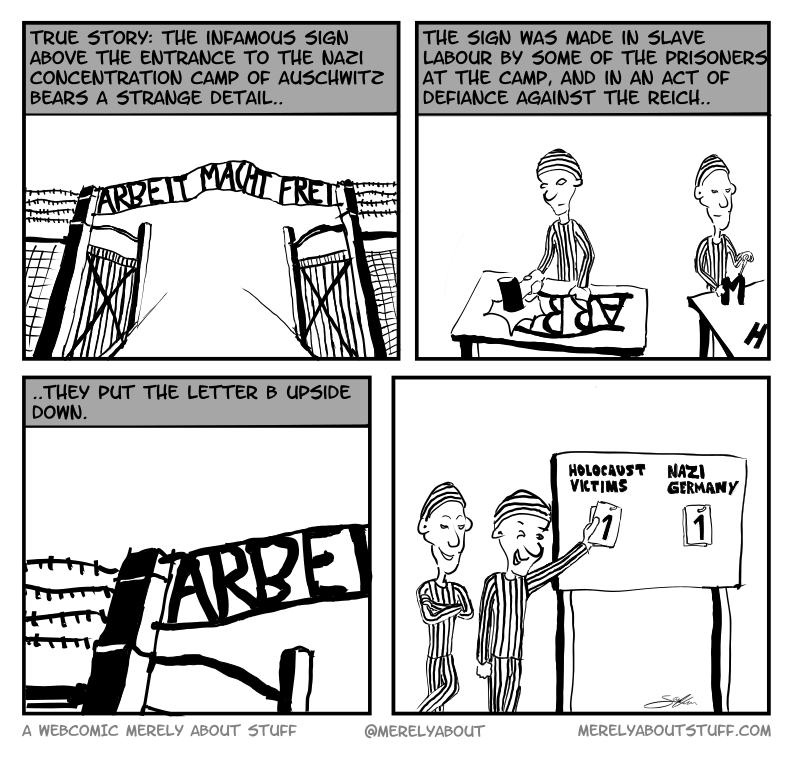 TRUE STORY: THE INFAMOUS SIGN
ABOVE THE ENTRANCE TO THE NAZI
CONCENTRATION CAMP OF AUSCHWITZ
BEARS A STRANGE DETAIL..
ARBEIT MACHT FREI
THE SIGN WAS MADE IN SLAVE
LABOUR BY SOME OF THE PRISONERS
AT THE CAMP, AND IN AN ACT OF
DEFIANCE AGAINST THE REICH..
ARB
M
H
..THEY PUT THE LETTER B UPSIDE
DOWN.
ARBEI
HOLOCAUST
VICTIMS
NAZI
GERMANY
1
1
A WEBCOMIC MERELY ABOUT STUFF
@MERELYABOUT
MERELYABOUTSTUFF.COM